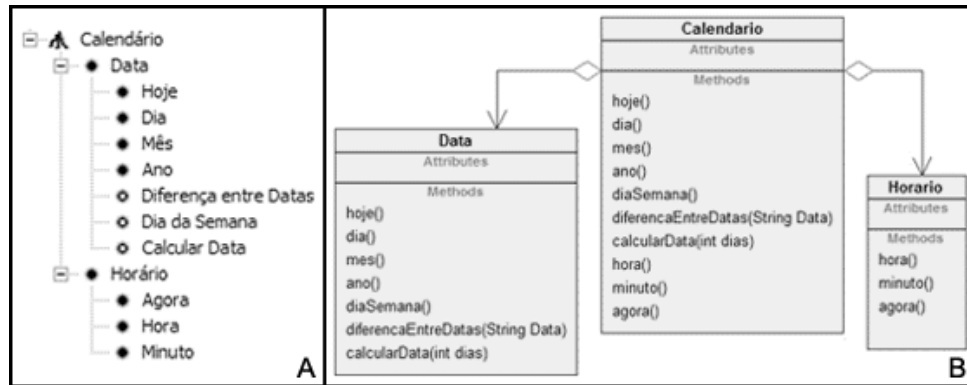 Calendário
Data
Hoje
Dia
Mês
Ano
Diferença entre Datas
Dia da Semana
Calcular Data
Horário
Agora
Hora
Minuto
A
Calendario
Attributes
Methods
hoje()
dia()
mes()
ano()
diaSemana()
diferencaEntreDatas(String Data)
calcularData(int dias)
hora()
minuto()
agora()
Data
Attributes
Methods
hoje()
dia()
mes()
ano()
diaSemana()
diferencaEntreDatas(String Data)
calcularData(int dias)
Horario
Attributes
Methods
hora()
minuto()
agora()
B